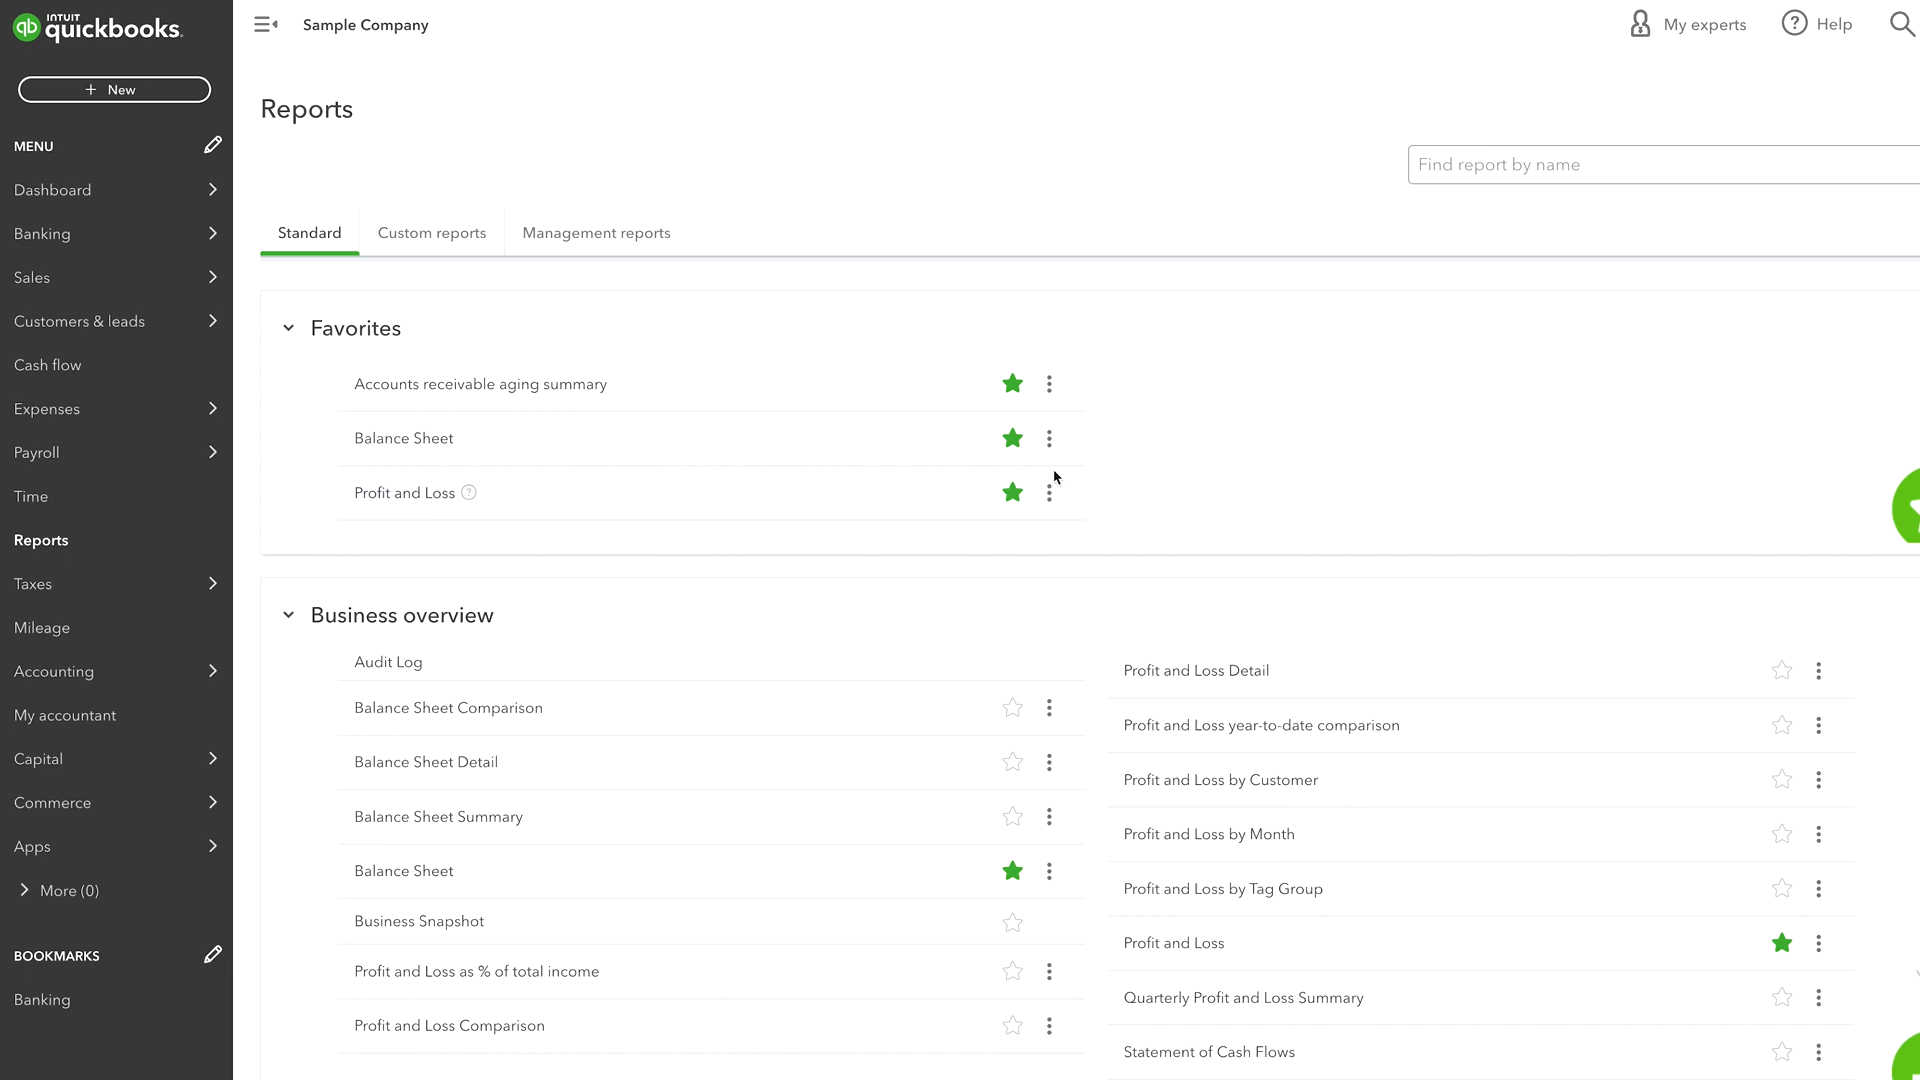 INTUIT
quickbooks.
+ New
MENU
Dashboard
Banking
Sales
Customers & leads
Cash flow
Expenses
Payroll
Time
Reports
Taxes
Mileage
Accounting
My accountant
Capital
Commerce
Apps
More (0)
BOOKMARKS
Banking
Sample Company
My experts
? Help
Reports
Find report by name
Standard
Custom reports
Management reports
Favorites
Accounts receivable aging summary
Balance Sheet
Profit and Loss ?
Business overview
Audit Log
Balance Sheet Comparison
Balance Sheet Detail
Balance Sheet Summary
Balance Sheet
Business Snapshot
Profit and Loss as % of total income
Profit and Loss Comparison
Profit and Loss Detail
Profit and Loss year-to-date comparison
Profit and Loss by Customer
Profit and Loss by Month
Profit and Loss by Tag Group
Profit and Loss
Quarterly Profit and Loss Summary
Statement of Cash Flows